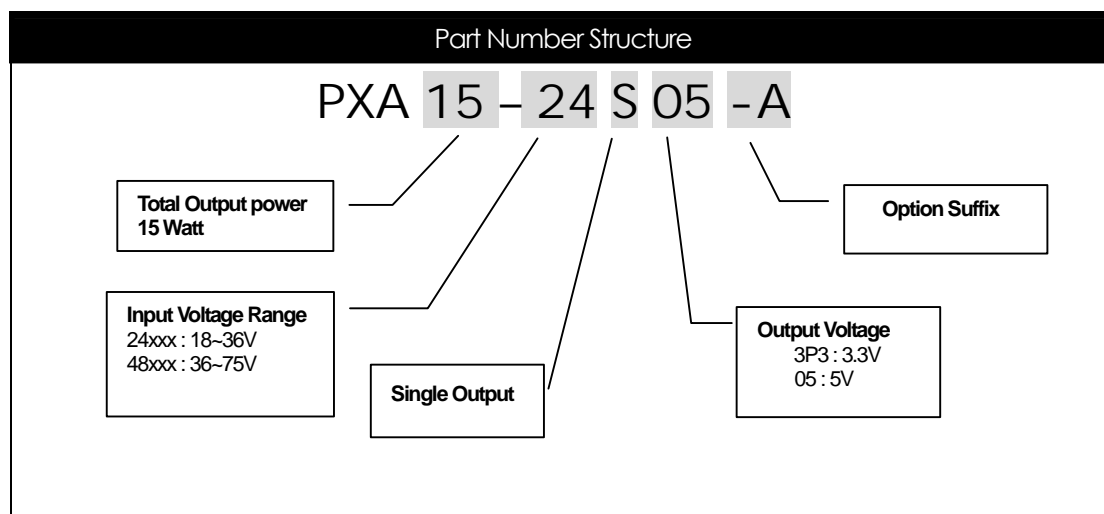 Part Number Structure
PXA 15 – 24 S 05 -A
Total Output power
15 Watt
Option Suffix
Input Voltage Range
24xxx : 18~36V
48xxx : 36~75V
Output Voltage
3P3 : 3.3V
05 : 5V
Single Output